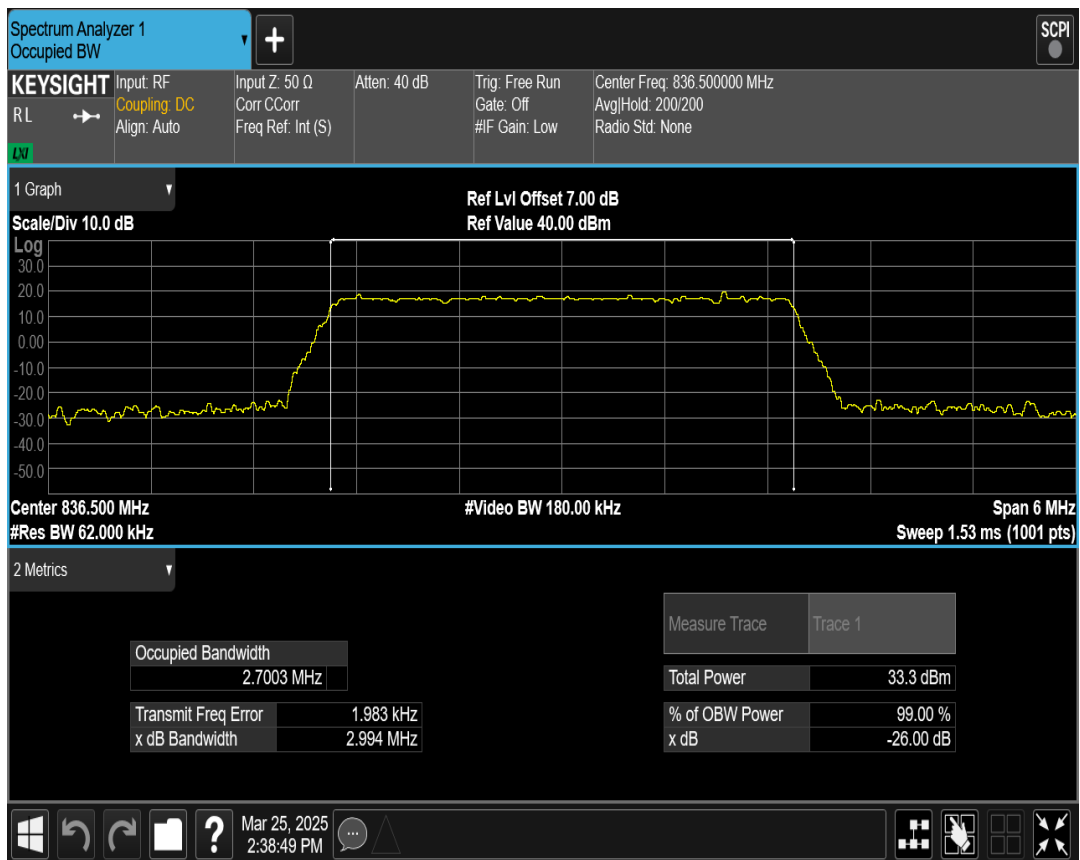 Spectrum Analyzer 1
Occupied BW
+
SCPI
KEYSIGHT
RL
LXI
Input: RF
Coupling: DC
Align: Auto
Input Z: 50 Ω
Corr CCorr
Freq Ref: Int (S)
Atten: 40 dB
Trig: Free Run
Gate: Off
#IF Gain: Low
Center Freq: 836.500000 MHz
Avg|Hold: 200/200
Radio Std: None
1 Graph
Ref Lvl Offset 7.00 dB
Scale/Div 10.0 dB
Ref Value 40.00 dBm
Log
30.0
20.0
10.0
0.00
-10.0
-20.0
-30.0
-40.0
-50.0
Center 836.500 MHz
#Video BW 180.00 kHz
Span 6 MHz
#Res BW 62.000 kHz
Sweep 1.53 ms (1001 pts)
2 Metrics
Measure Trace Trace 1
Occupied Bandwidth
2.7003 MHz
Total Power 33.3 dBm
Transmit Freq Error 1.983 kHz
% of OBW Power 99.00 %
x dB Bandwidth 2.994 MHz
x dB -26.00 dB
?
Mar 25, 2025
2:38:49 PM